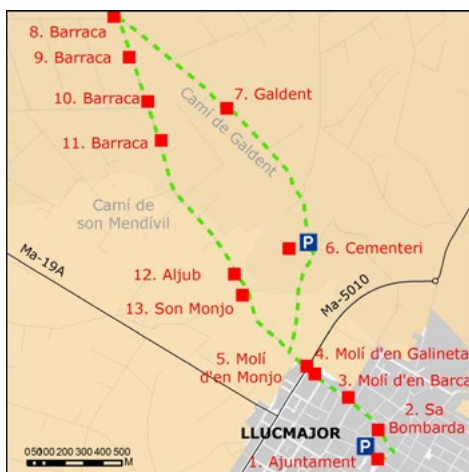 8. Barraca
9. Barraca
10. Barraca
7. Galdent
Camí de Galdent
11. Barraca
Camí de
son Mendívil
P
6. Cementeri
Ma-19A
12. Aljub
Ma-5010
13. Son Monjo
5. Molí
d'en Monjo
4. Molí d'en Galineta
3. Molí d'en Barca
2. Sa
Bombarda
LLUCMAJOR
P
1. Ajuntament
0 50 100 200 300 400 500
M